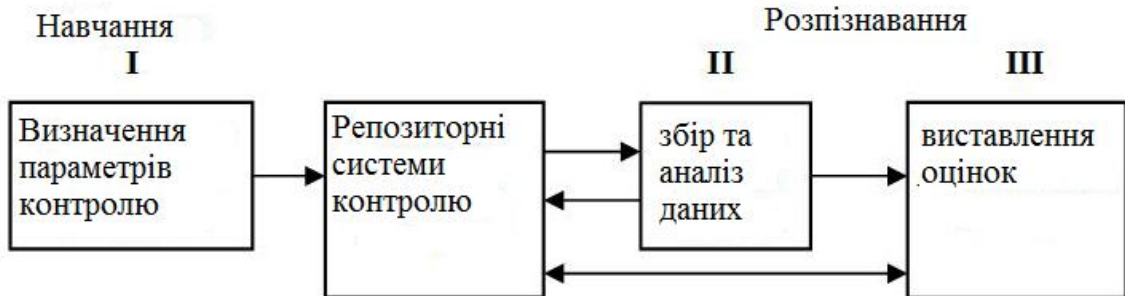 Навчання
I
Розпізнавання
II
III
Визначення
параметрів
контролю
Репозиторні
системи
контролю
збір та
аналіз
даних
виставлення
оцінок